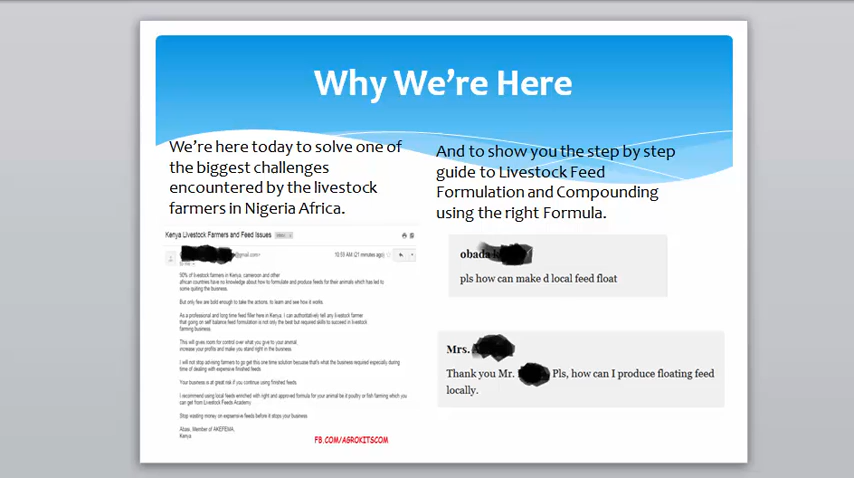 Why We're Here
We're here today to solve one of
the biggest challenges
encountered by the livestock
farmers in Nigeria Africa.
And to show you the step by step
guide to Livestock Feed
Formulation and Compounding
using the right Formula.
Kenya Livestock Farmers and Feed Issues
@gmail.com>
10:53 AM (21 minutes ago)
to me
90% of livestock farmers in Kenya, cameroon and other
african countries have no knowledge about how to formulate and produce feeds for their animals which has led to
some quiting the business.
But only few are bold enough to take the actions, to learn and see how it works.
As a professional and long time feed filler here in Kenya. I can authoritatively tell any livestock farmer
that going on self balance feed formulation is not only the best but required skills to succeed in livestock
farming business.
This will gives room for control over what you give to your animal,
increase your profits and make you stand right in the business.
I will not stop advising farmers to go get this one time solution because that's what the business required especially during
time of dealing with expensive finished feeds.
Your business is at great risk if you continue using finished feeds.
I recommend using local feeds enriched with right and approved formula for your animal be it poultry or fish farming which you
can get from Livestock Feeds Academy.
Stop wasting money on expensive feeds before it stops your business
Abas. Member of AKEFEMA.
Kenya
FB.COM/AGROKITSCOM
obada
pls how can make d local feed float
Mrs.
Thank you Mr. Pls, how can I produce floating feed
locally.